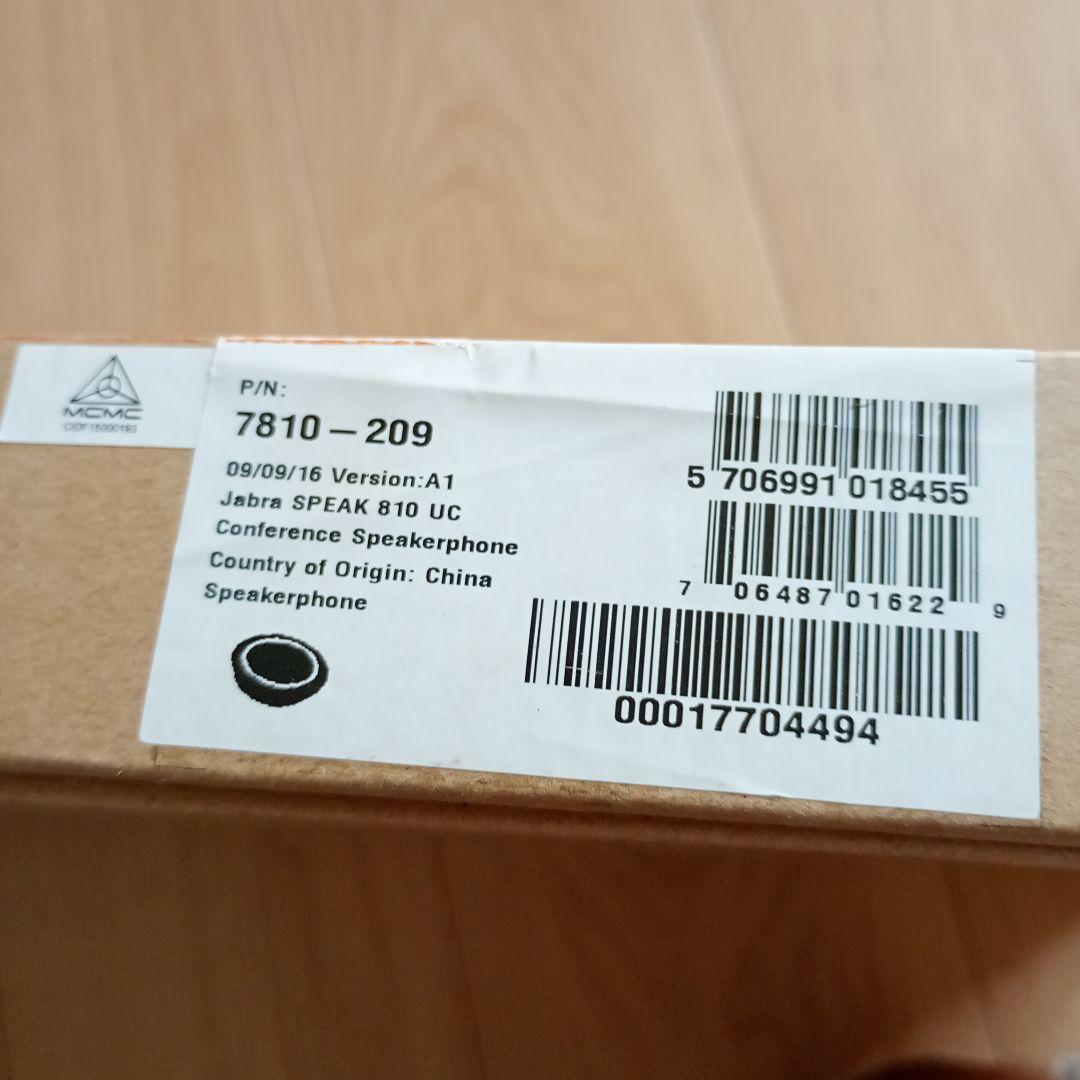 MCMC
CIDF15000193
P/N:
7810-209
09/09/16 Version:A1
Jabra SPEAK 810 UC
Conference Speakerphone
Country of Origin: China
Speakerphone
5 706991 018455
7 06487 01622 9
00017704494